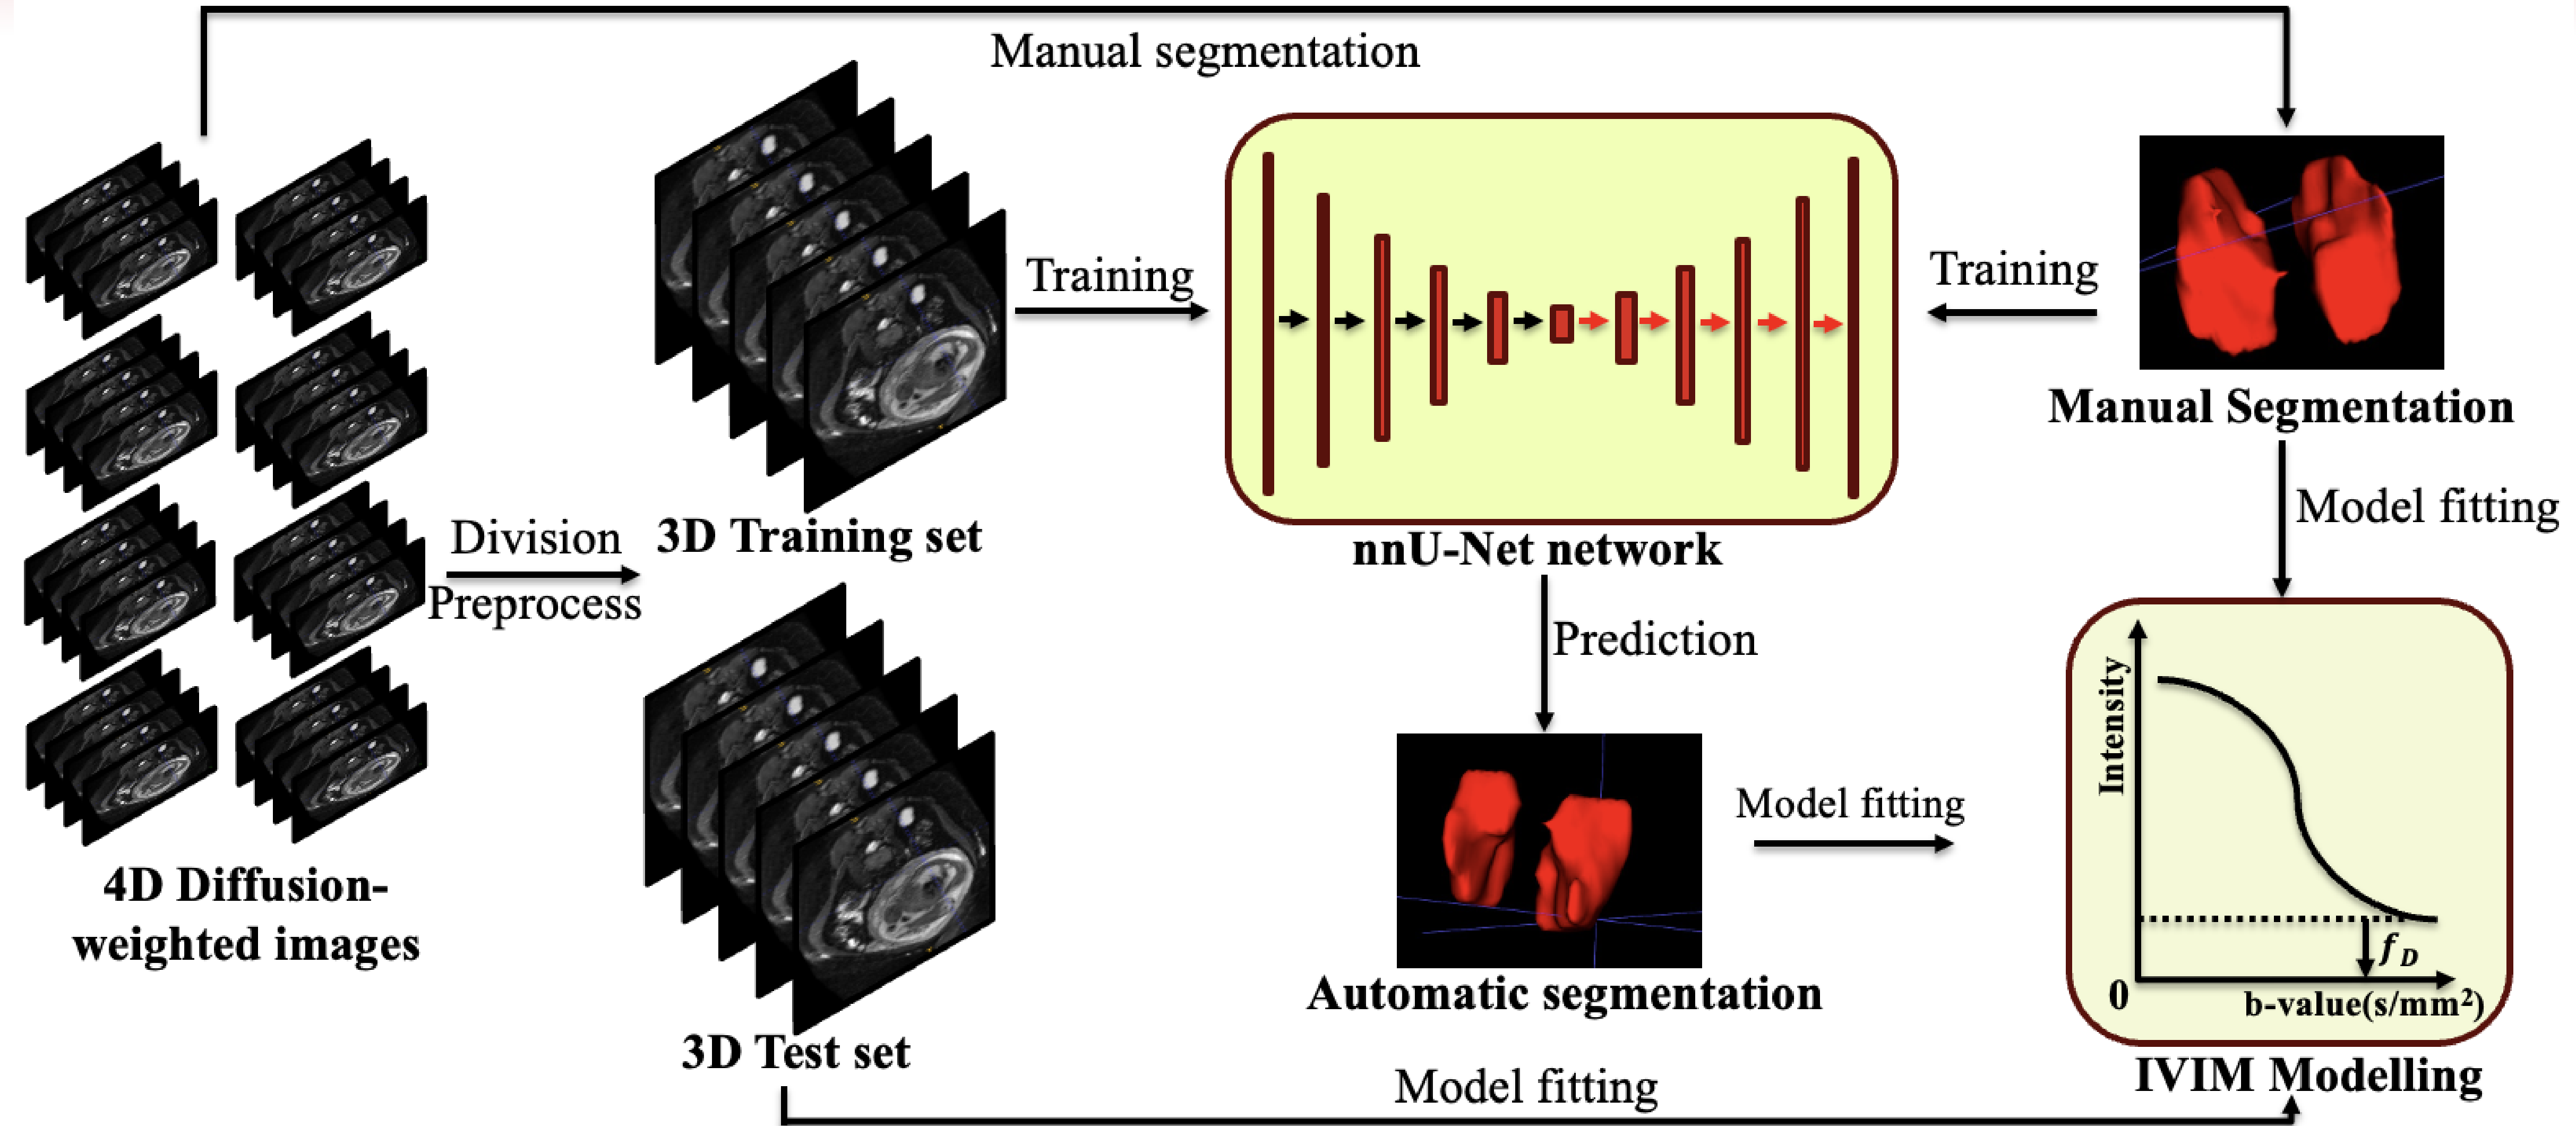 Manual segmentation
Training
Training
Manual Segmentation
Model fitting
3D Training set
nnU-Net network
Division
Preprocess
Prediction
4D Diffusion-
weighted images
Model fitting
Automatic segmentation
Intensity
f_D
0
b-value(s/mm²)
IVIM Modelling
3D Test set
Model fitting